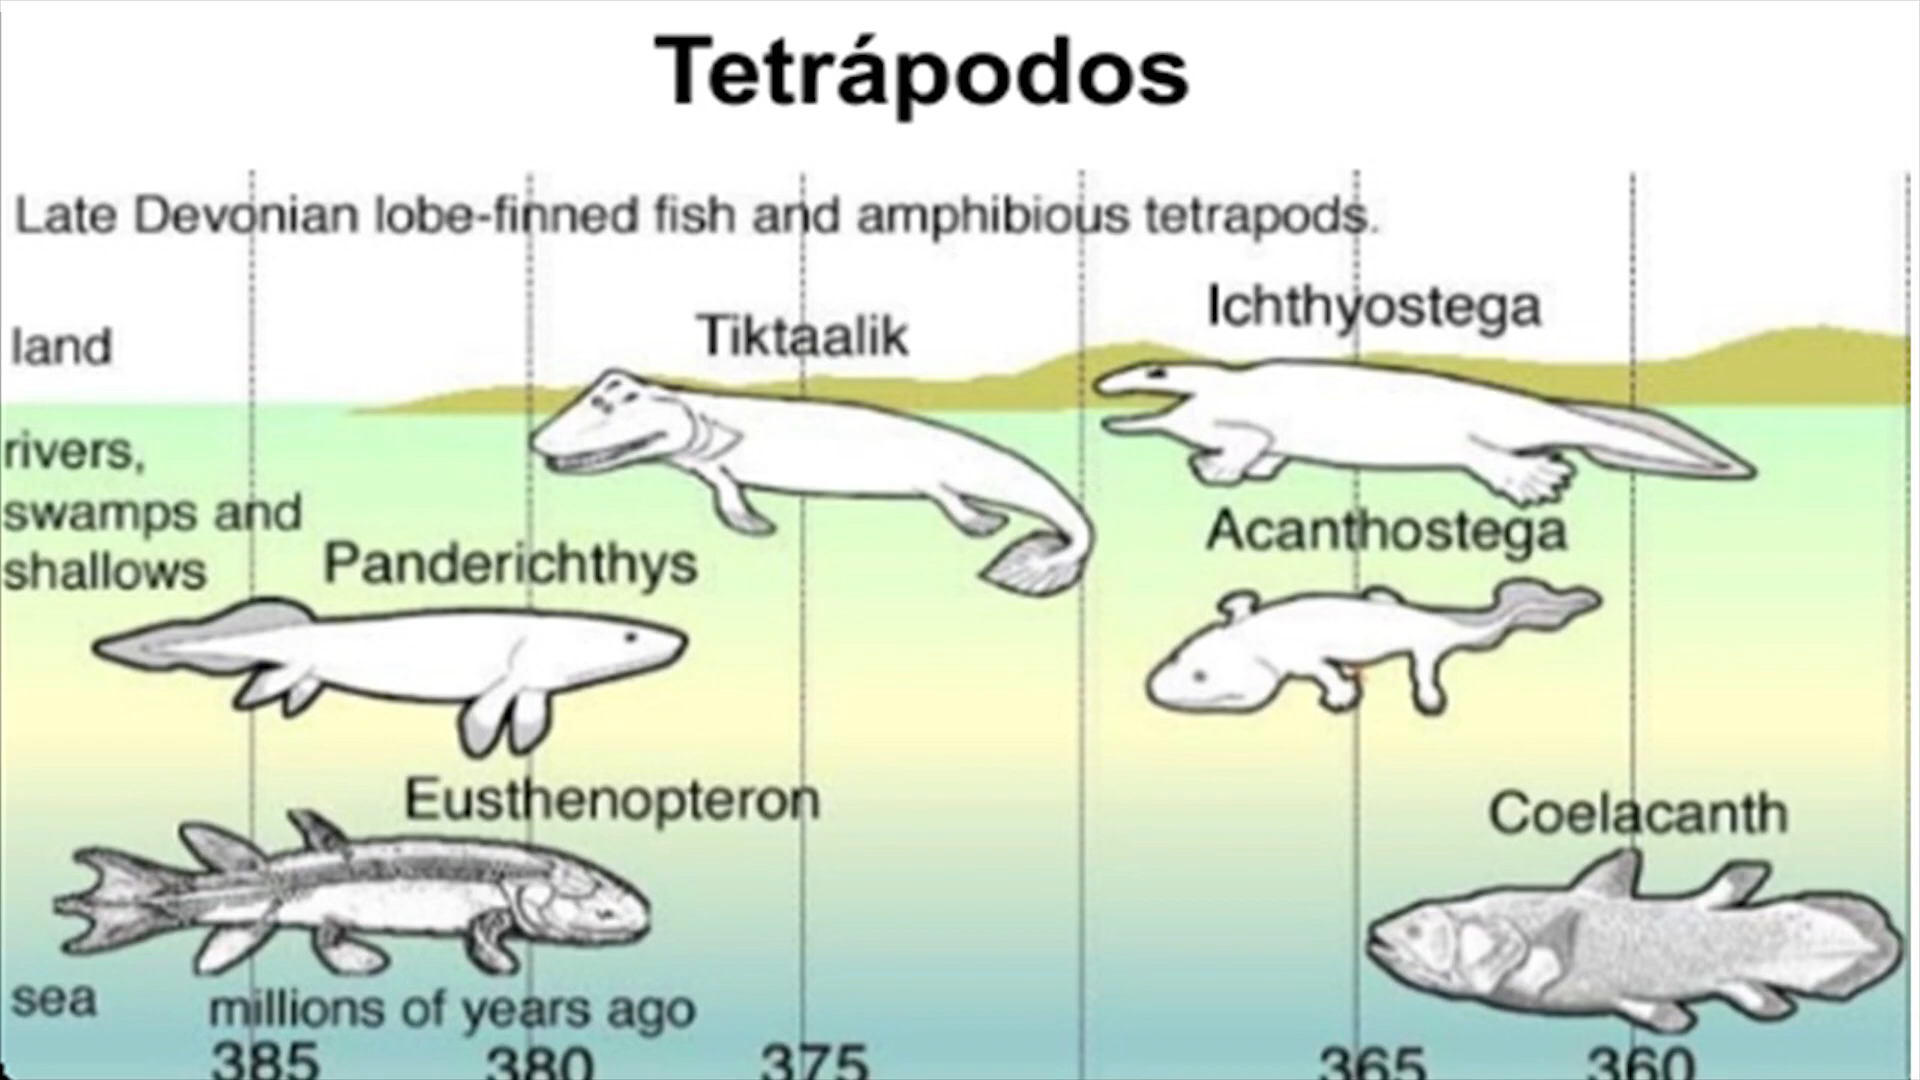 Tetrápodos
Late Devonian lobe-finned fish and amphibious tetrapods.
Ichthyostega
Tiktaalik
land
rivers,
swamps and
shallows
Acanthostega
Panderichthys
Eusthenopteron
Coelacanth
sea
millions of years ago
385 380 375 365 360